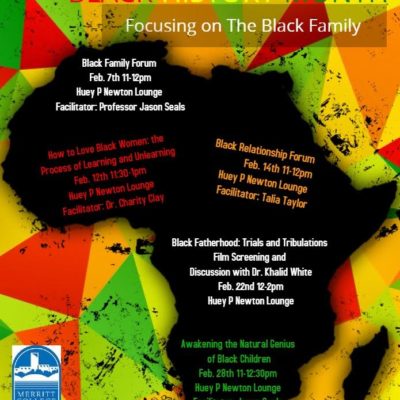 BLACK HISTORY MONTH
Focusing on The Black Family
Black Family Forum
Feb. 7th 11-12pm
Huey P Newton Lounge
Facilitator: Professor Jason Seals
How to Love Black Women: the
Process of Learning and Unlearning
Feb. 12th 11:30-1pm
Huey P Newton Lounge
Facilitator: Dr. Charity Clay
Black Relationship Forum
Feb. 14th 11-12pm
Huey P Newton Lounge
Facilitator: Talia Taylor
Black Fatherhood: Trials and Tribulations
Film Screening and
Discussion with Dr. Khalid White
Feb. 22nd 12-2pm
Huey P Newton Lounge
Awakening the Natural Genius
of Black Children
Feb. 28th 11-12:30pm
Huey P Newton Lounge
MERRITT
COLLEGE